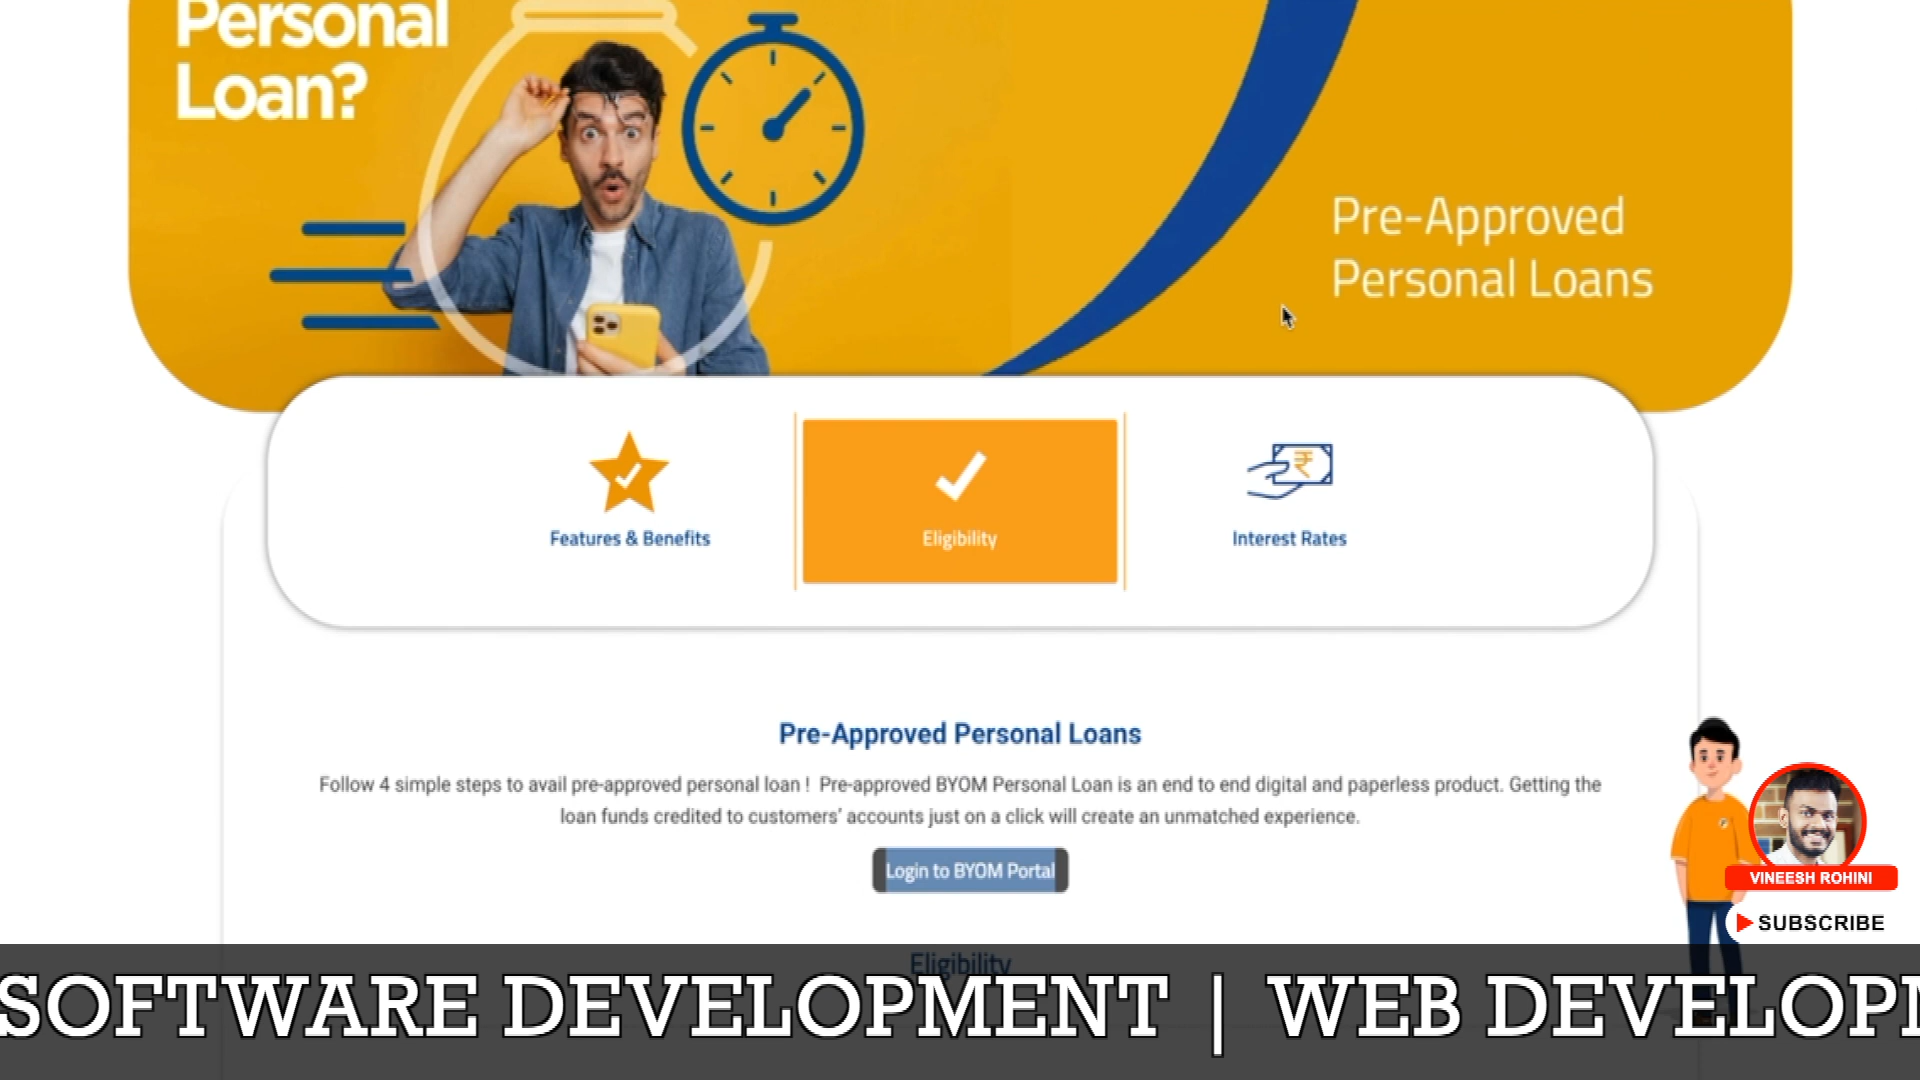 Personal
Loan?
Pre-Approved
Personal Loans
Features & Benefits
Eligibility
Interest Rates
Pre-Approved Personal Loans
Follow 4 simple steps to avail pre-approved personal loan ! Pre-approved BYOM Personal Loan is an end to end digital and paperless product. Getting the
loan funds credited to customers’ accounts just on a click will create an unmatched experience.
Login to BYOM Portal
VINEESH ROHINI
SUBSCRIBE
Eligibility
SOFTWARE DEVELOPMENT | WEB DEVELOPM